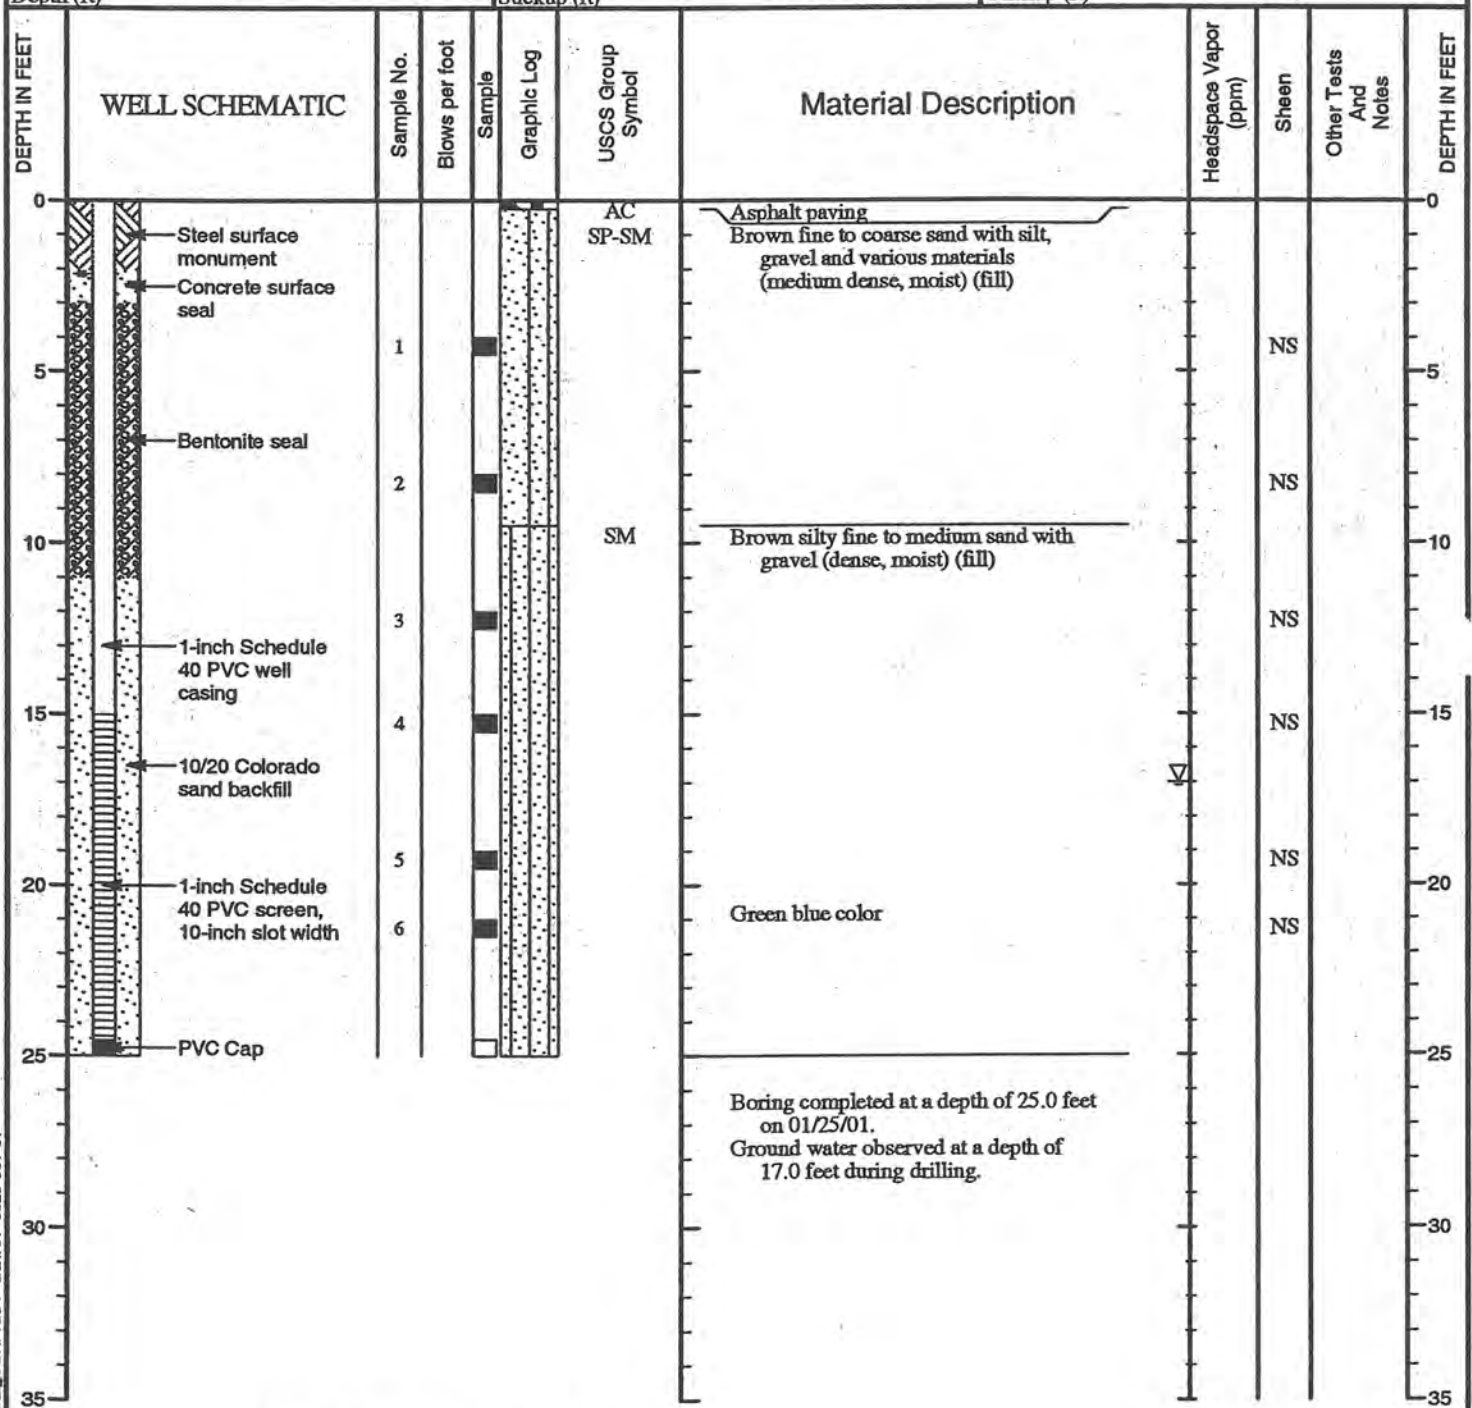 DEPTH IN FEET
WELL SCHEMATIC
Sample No.
Blows per foot
Sample
Graphic Log
USCS Group
Symbol
Material Description
Headspace Vapor
(ppm)
Sheen
Other Tests
And
Notes
DEPTH IN FEET
0
0
AC
Asphalt paving
Steel surface
monument
SP-SM
Brown fine to coarse sand with silt,
gravel and various materials
(medium dense, moist) (fill)
Concrete surface
seal
1
NS
5
5
Bentonite seal
2
NS
10
SM
Brown silty fine to medium sand with
gravel (dense, moist) (fill)
10
3
NS
1-inch Schedule
40 PVC well
casing
15
4
NS
15
10/20 Colorado
sand backfill
5
NS
20
20
1-inch Schedule
40 PVC screen,
10-inch slot width
6
Green blue color
NS
PVC Cap
25
25
Boring completed at a depth of 25.0 feet
on 01/25/01.
Ground water observed at a depth of
17.0 feet during drilling.
30
30
35
35